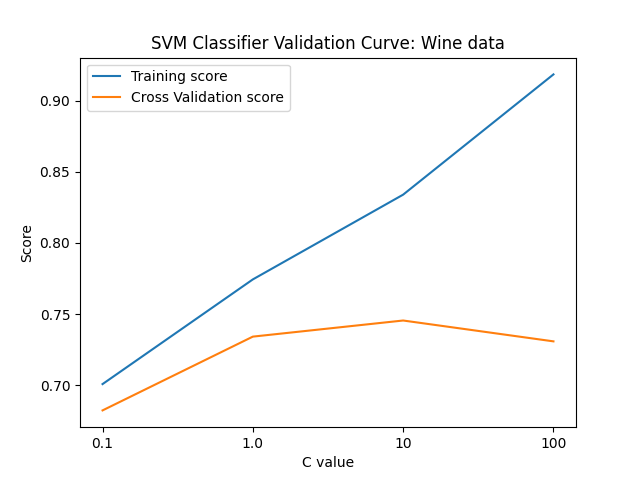 SVM Classifier Validation Curve: Wine data
Training score
Cross Validation score
0.90
0.85
0.80
0.75
0.70
Score
0.1 1.0 10 100
C value